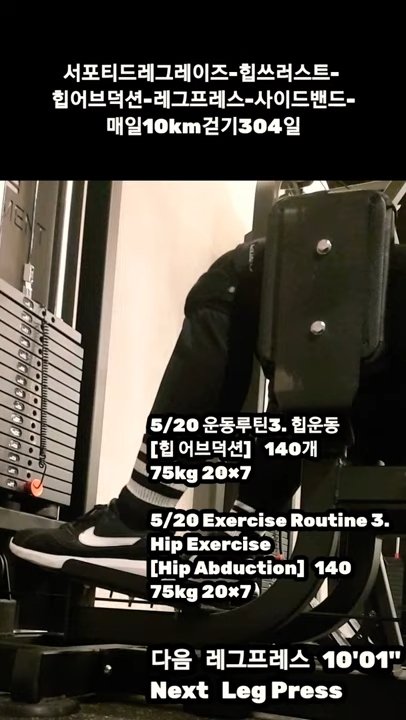 서포티드레그레이즈-힙쓰러스트-
힙어브덕션-레그프레스-사이드밴드-
매일10km걷기304일
MENT
5/20 운동루틴3. 힙운동
[힙 어브덕션] 140개
75kg 20×7
5/20 Exercise Routine 3.
Hip Exercise
[Hip Abduction] 140
75kg 20×7)
다음 레그프레스 10'01"
Next Leg Press